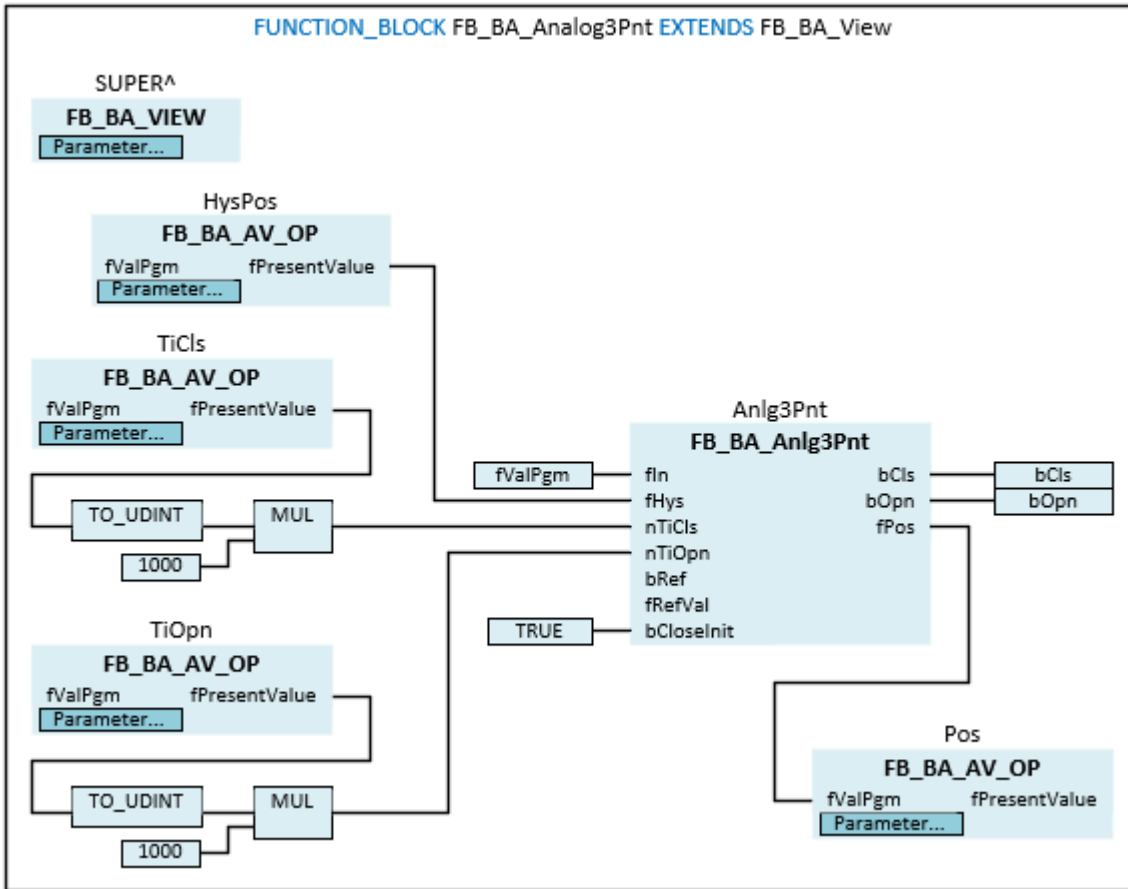 FUNCTION_BLOCK FB_BA_Analog3Pnt EXTENDS FB_BA_View
SUPER^
FB_BA_VIEW
Parameter...
HysPos
FB_BA_AV_OP
fValPgm fPresentValue
Parameter...
TiCls
FB_BA_AV_OP
fValPgm fPresentValue
Parameter...
TO_UDINT MUL
1000
TiOpn
FB_BA_AV_OP
fValPgm fPresentValue
Parameter...
TO_UDINT MUL
1000
Anlg3Pnt
FB_BA_Anlg3Pnt
fValPgm fIn bCls bCls
fHys bOpn bOpn
nTiCls fPos
nTiOpn
bRef
fRefVal
TRUE bCloseInit
Pos
FB_BA_AV_OP
fValPgm fPresentValue
Parameter...